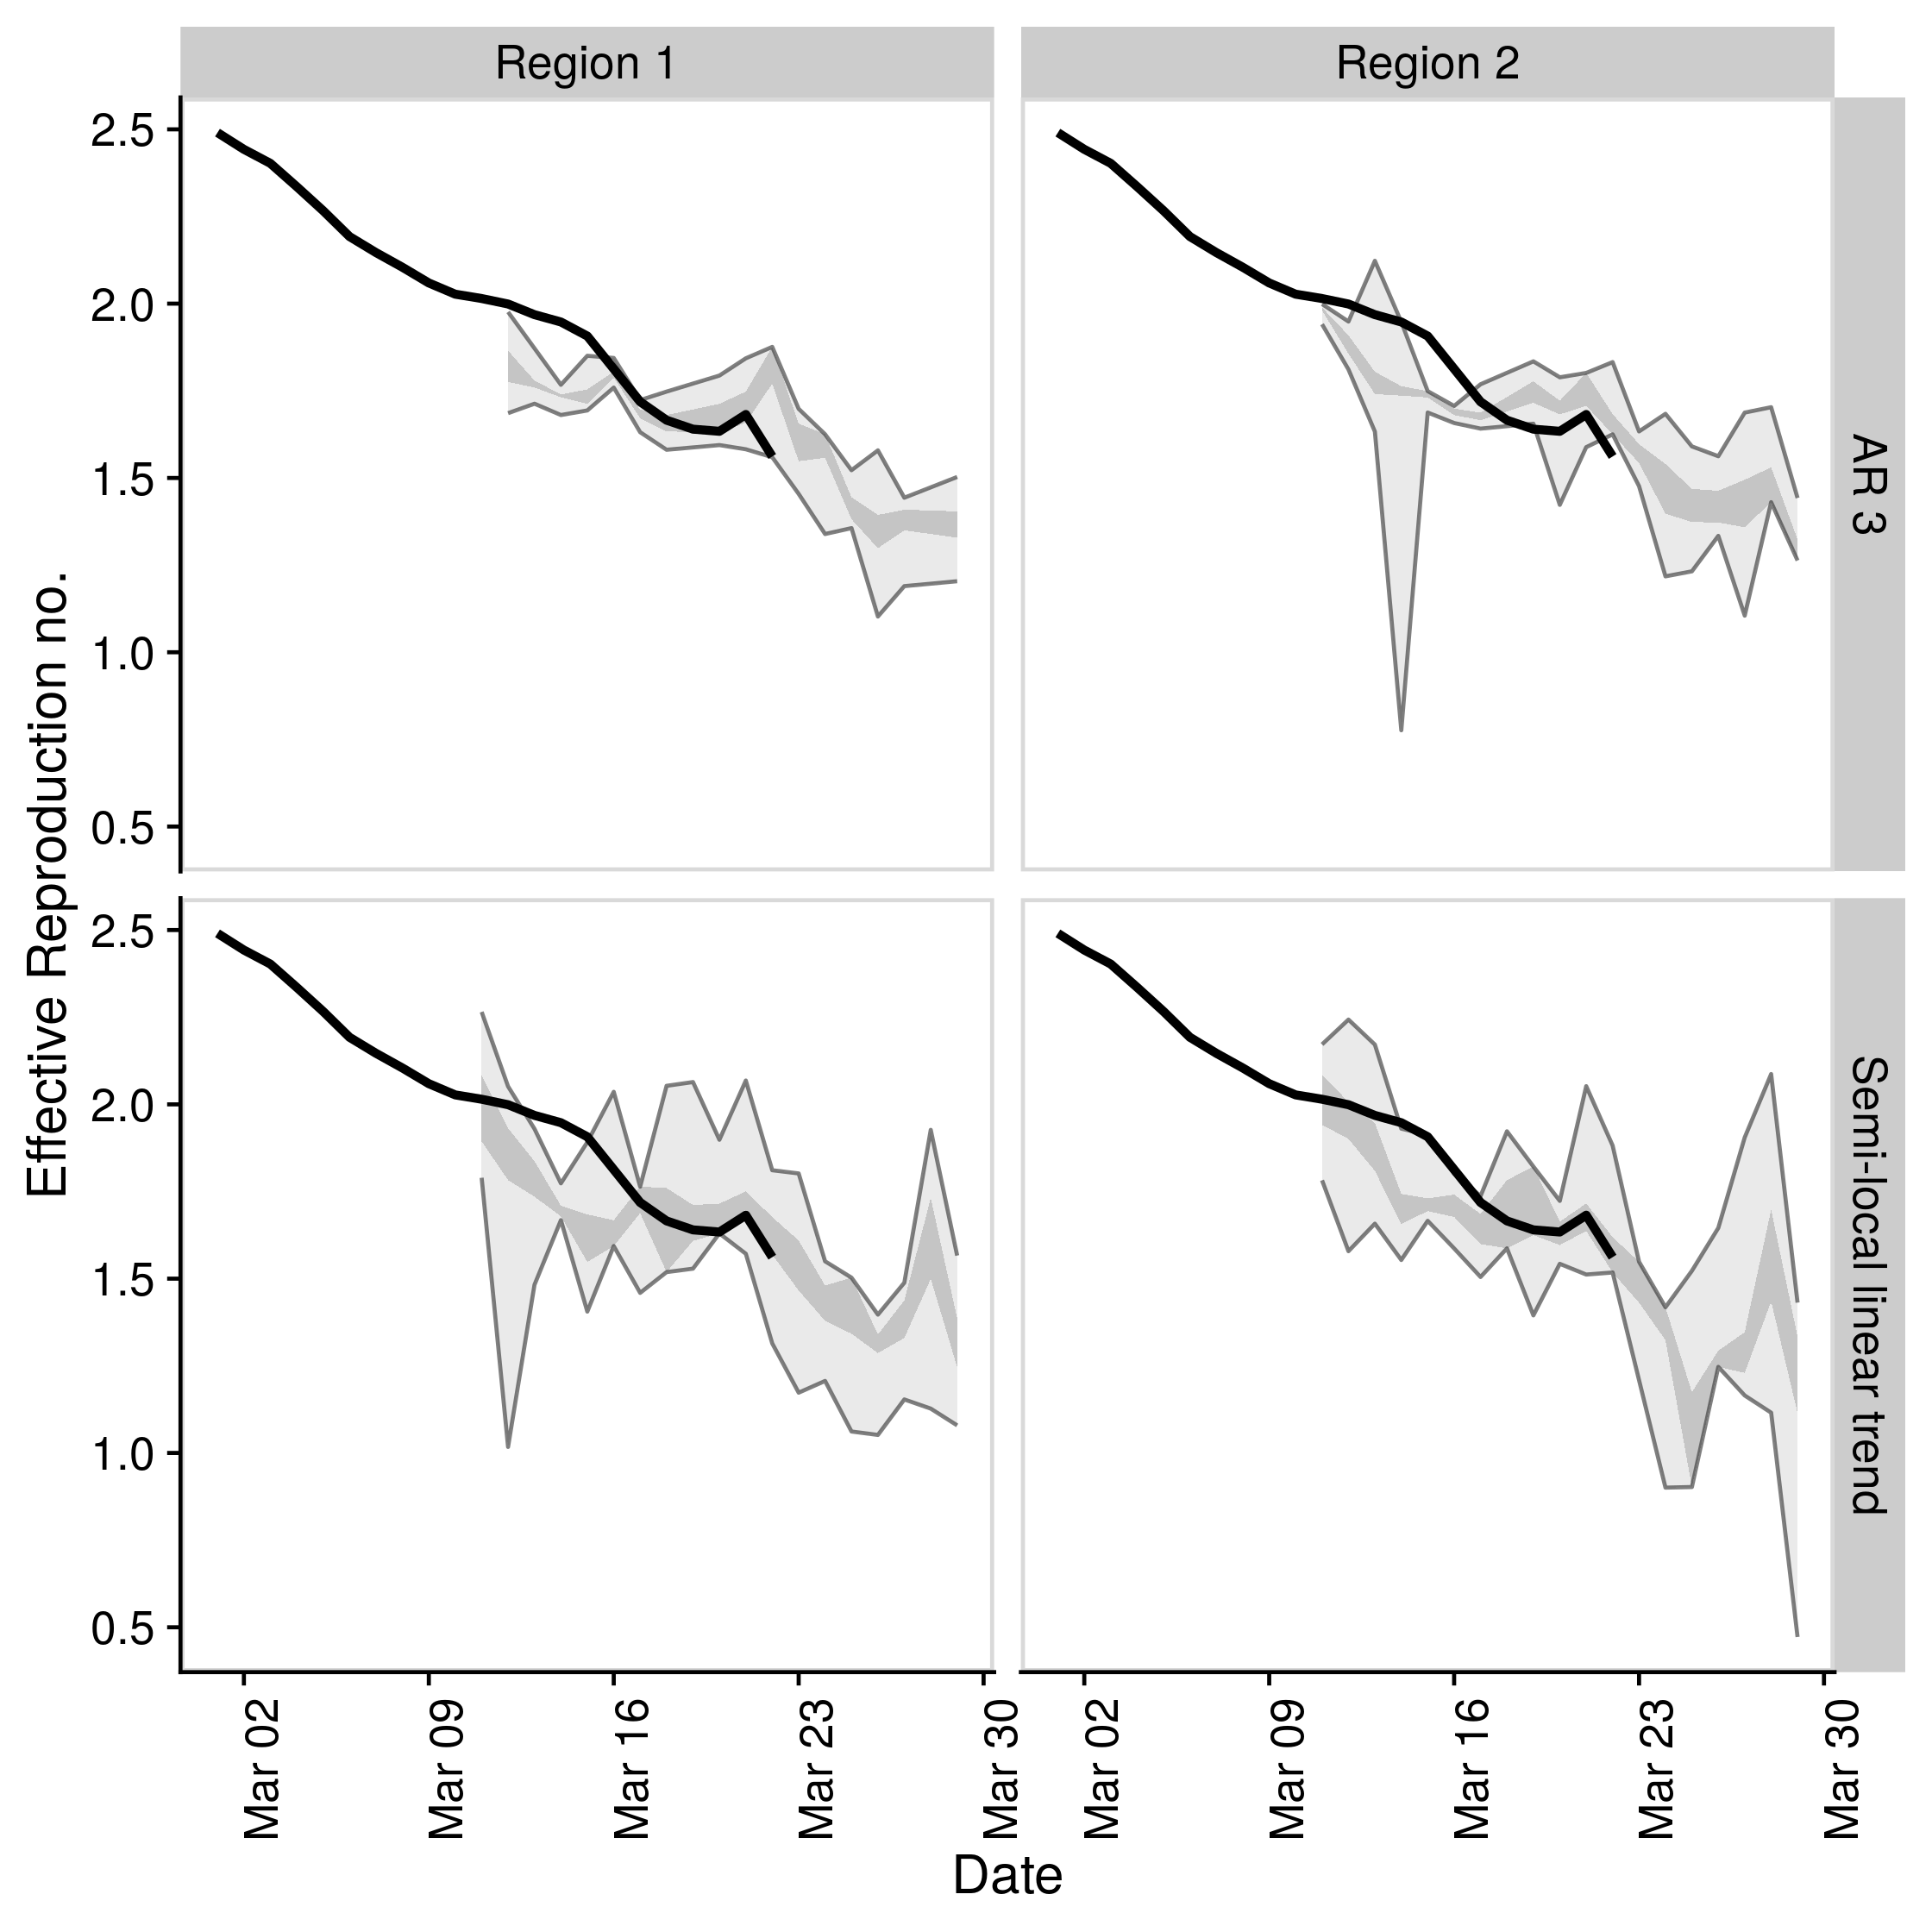 Region 1
Region 2
Effective Reproduction no.
2.5
2.0
1.5
1.0
0.5
AR 3
2.5
2.0
1.5
1.0
0.5
Semi-local linear trend
Mar 02
Mar 09
Mar 16
Mar 23
Mar 30
Mar 02
Mar 09
Mar 16
Mar 23
Mar 30
Date